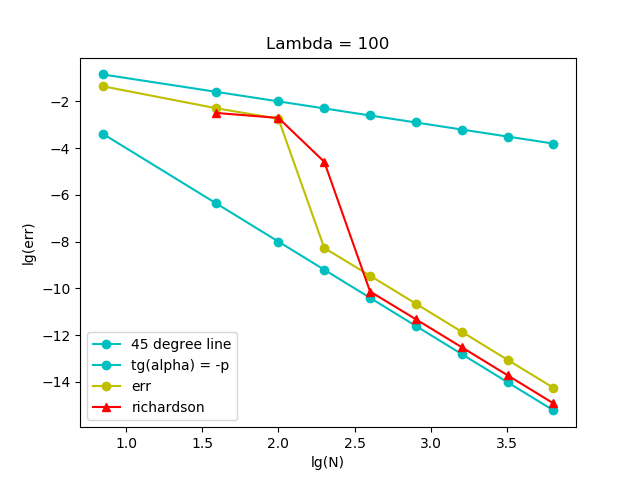 Lambda = 100
lg(err)
−2
−4
−6
−8
−10
−12
−14
45 degree line
tg(alpha) = -p
err
richardson
1.0 1.5 2.0 2.5 3.0 3.5
lg(N)